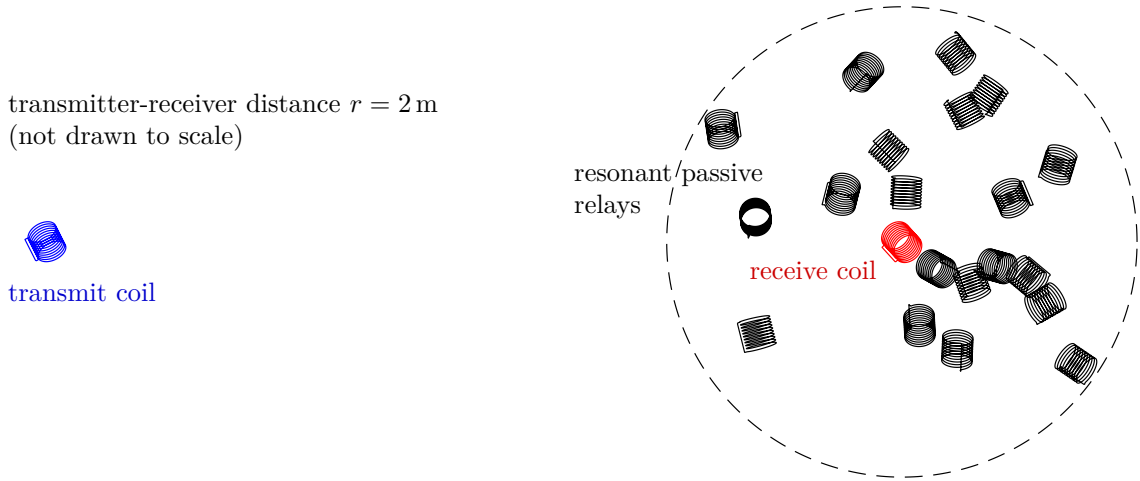 transmitter-receiver distance r = 2 m
(not drawn to scale)
resonant passive
relays
receive coil
transmit coil